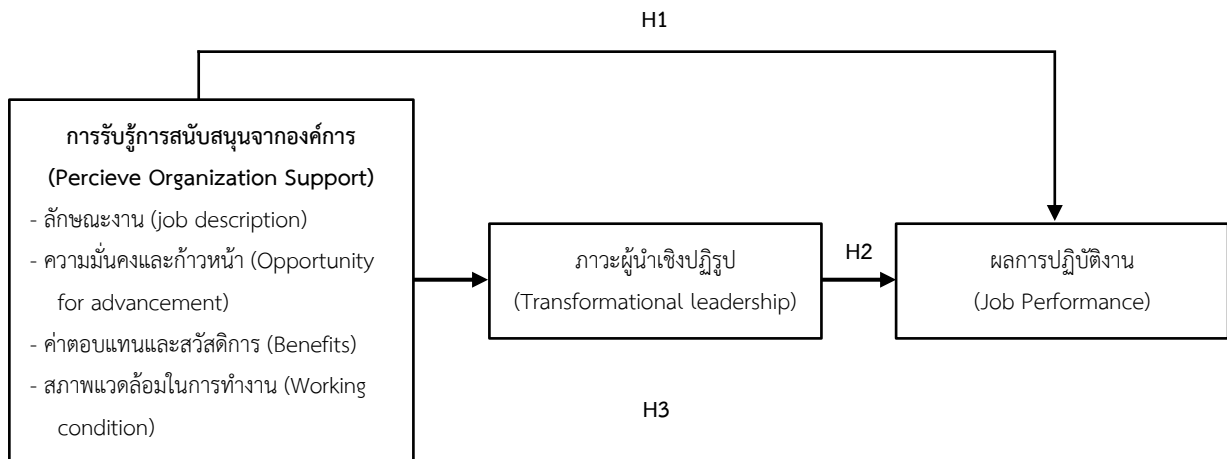 H1
การรับรู้การสนับสนุนจากองค์การ
(Percieve Organization Support)
- ลักษณะงาน (job description)
- ความมั่นคงและก้าวหน้า (Opportunity
for advancement)
- ค่าตอบแทนและสวัสดิการ (Benefits)
- สภาพแวดล้อมในการทำงาน (Working
condition)
ภาวะผู้นำเชิงปฏิรูป
(Transformational leadership)
H2
ผลการปฏิบัติงาน
(Job Performance)
H3